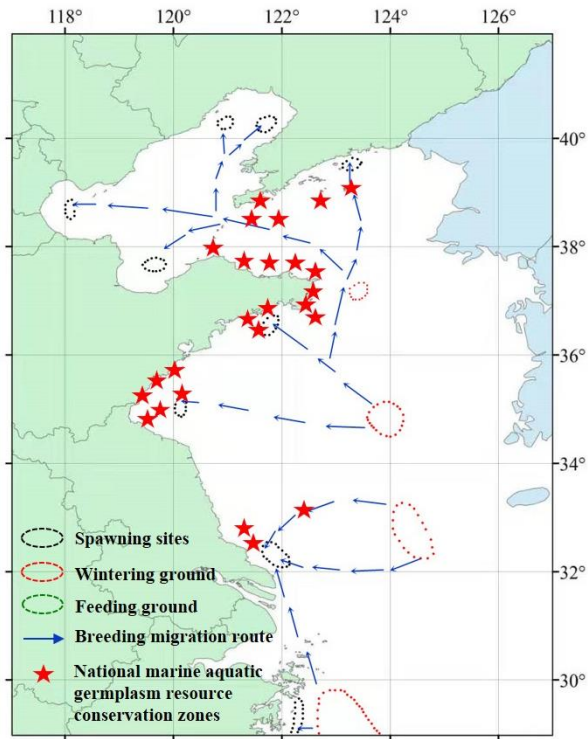 118° 120° 122° 124° 126°
40°
38°
36°
34°
32°
30°
Spawning sites
Wintering ground
Feeding ground
Breeding migration route
National marine aquatic
germplasm resource
conservation zones